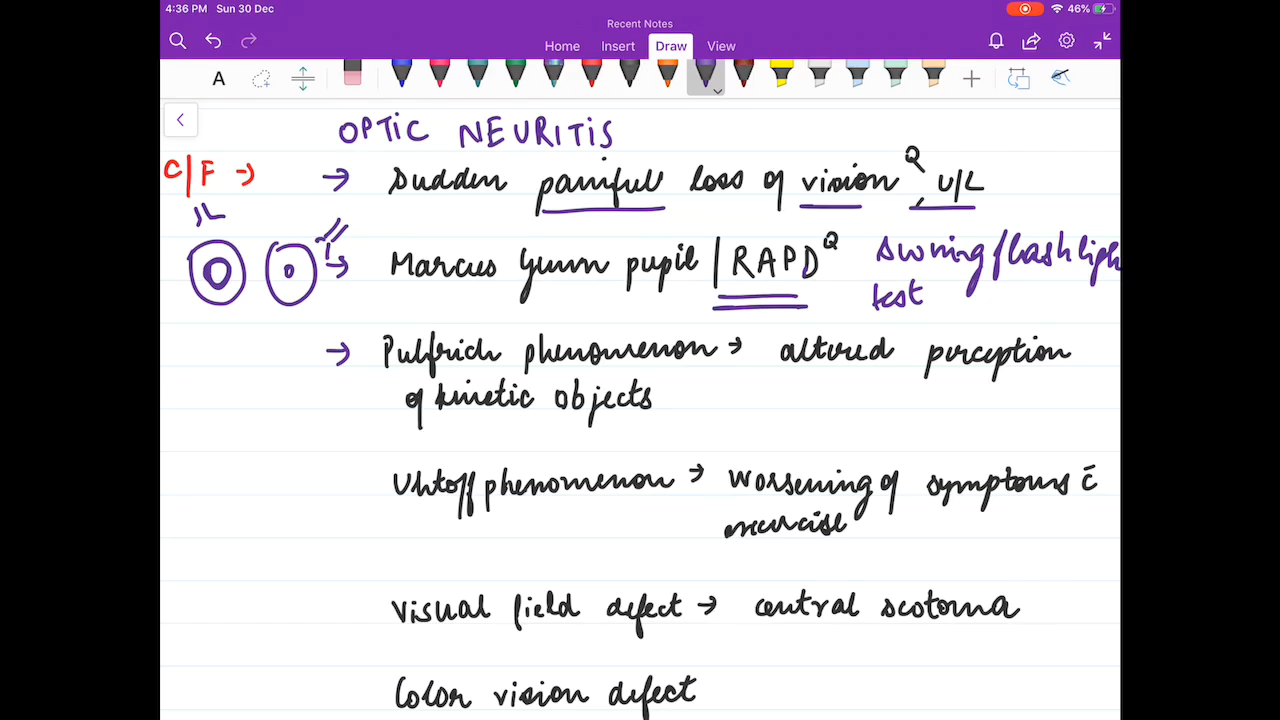 4:36 PM Sun 30 Dec
46%
Recent Notes
Home Insert Draw View
A
OPTIC NEURITIS
C/F → → Sudden painful loss of vision Q, U/L
→ Marcus Gunn pupil / RAPD Q swinging flash light
test
→ Pulfrich phenomenon → altered perception
of kinetic objects
Uhtoff phenomenon → worsening of symptoms c̄
exercise
visual field defect → central scotoma
Color vision defect